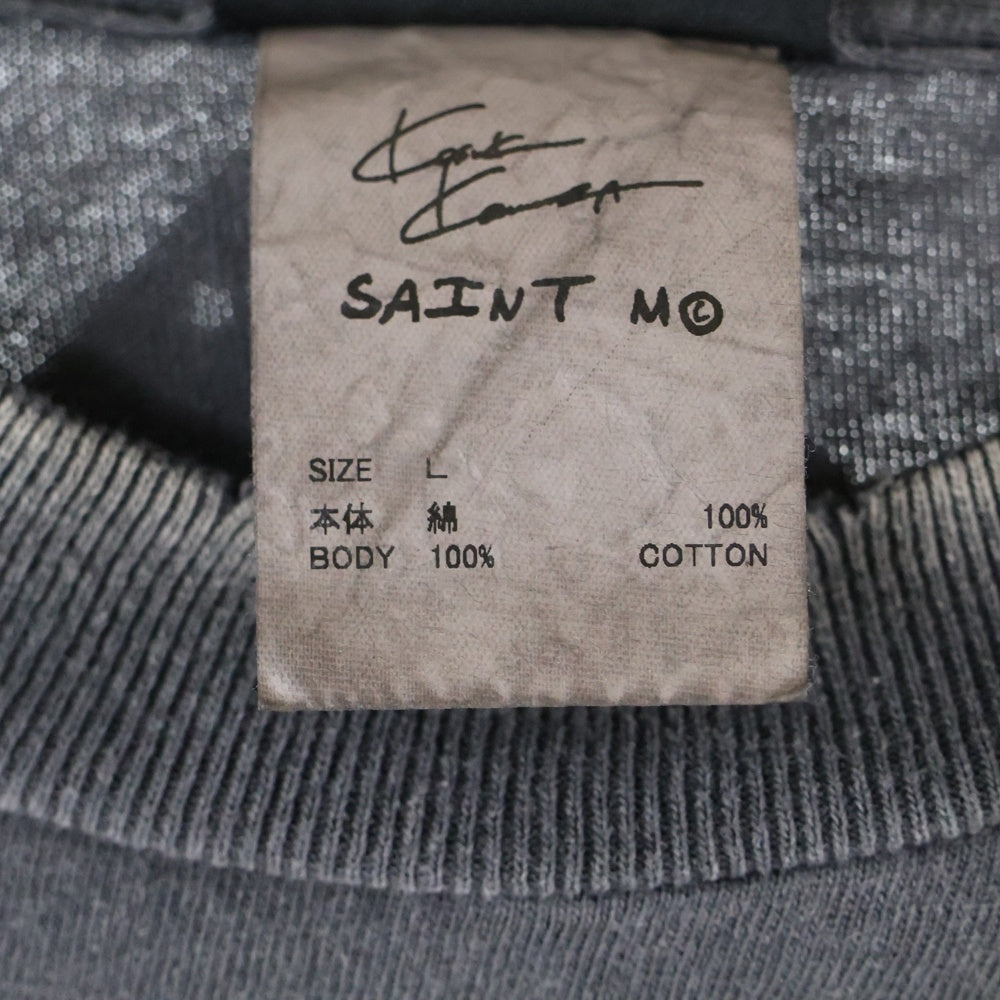 SAINT M©
SIZE L
本体 綿 100%
BODY 100% COTTON